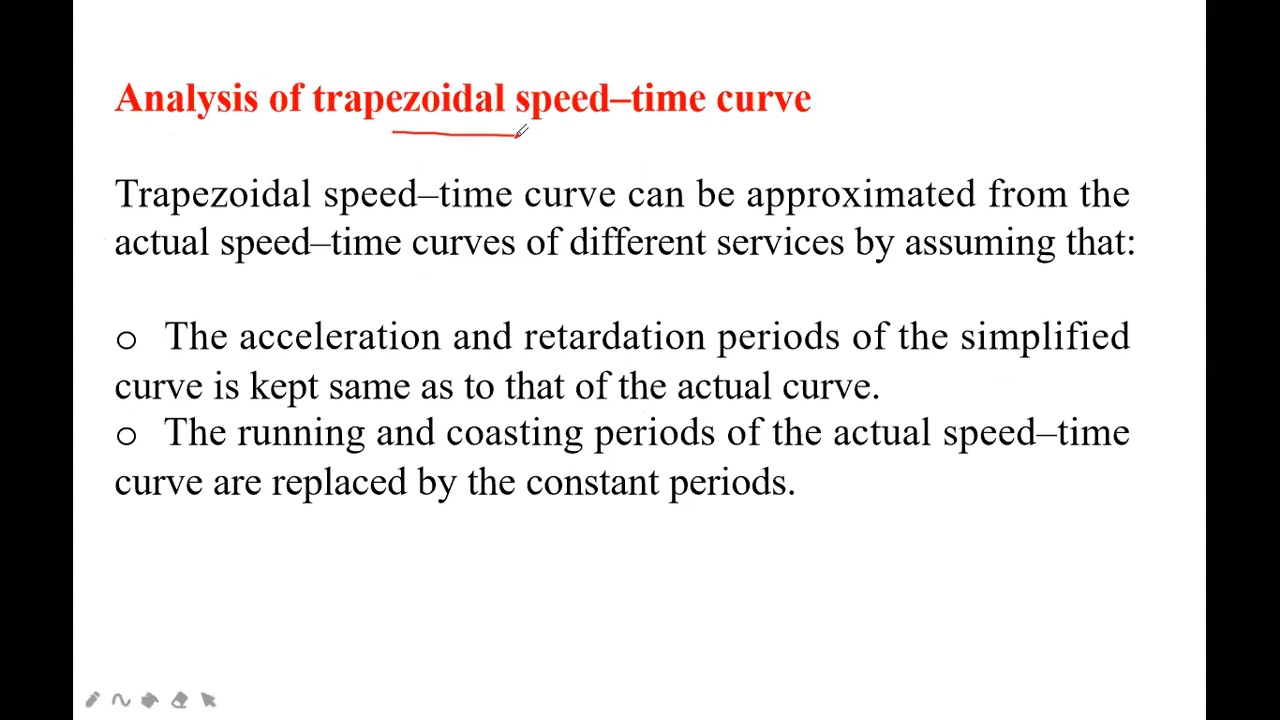 Analysis of trapezoidal speed–time curve
Trapezoidal speed–time curve can be approximated from the
actual speed–time curves of different services by assuming that:
o The acceleration and retardation periods of the simplified
curve is kept same as to that of the actual curve.
o The running and coasting periods of the actual speed–time
curve are replaced by the constant periods.